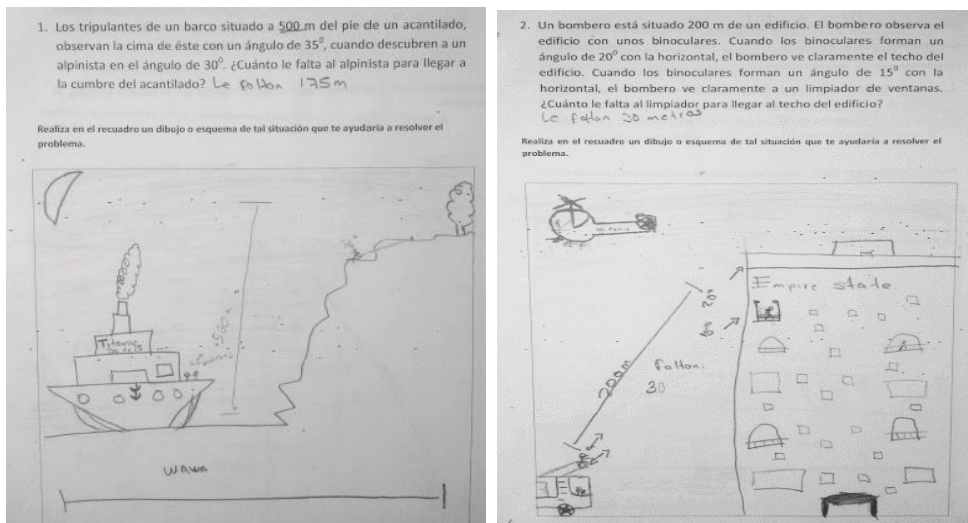 1. Los tripulantes de un barco situado a 500 m del pie de un acantilado,
observan la cima de éste con un ángulo de 35⁰, cuando descubren a un
alpinista en el ángulo de 30⁰. ¿Cuánto le falta al alpinista para llegar a
la cumbre del acantilado? Le faltan 175m
Realiza en el recuadro un dibujo o esquema de tal situación que te ayudaría a resolver el
problema.
Titanic
500m
WAWA
2. Un bombero está situado 200 m de un edificio. El bombero observa el
edificio con unos binoculares. Cuando los binoculares forman un
ángulo de 20⁰ con la horizontal, el bombero ve claramente el techo del
edificio. Cuando los binoculares forman un ángulo de 15⁰ con la
horizontal, el bombero ve claramente a un limpiador de ventanas.
¿Cuánto le falta al limpiador para llegar al techo del edificio?
Le faltan 30 metros
Realiza en el recuadro un dibujo o esquema de tal situación que te ayudaría a resolver el
problema.
Empire state
20º
200m
faltan.
30